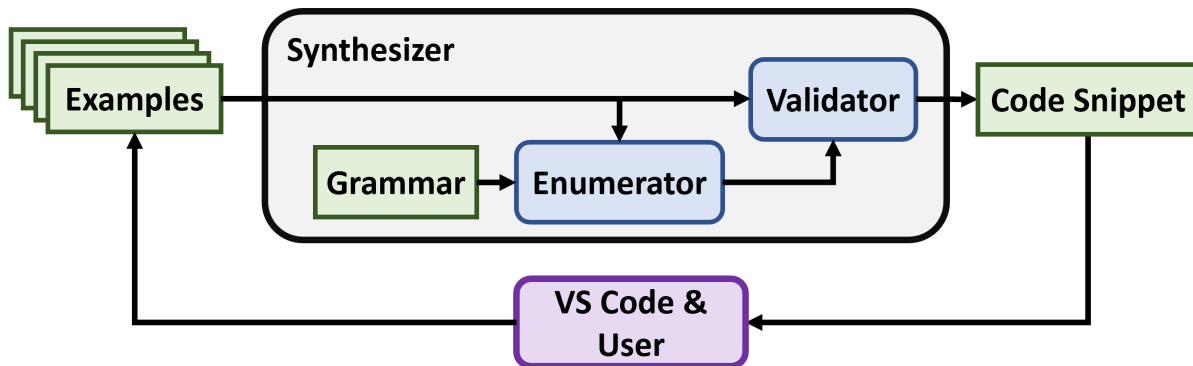 Synthesizer
Examples
Validator
Code Snippet
Grammar
Enumerator
VS Code &
User